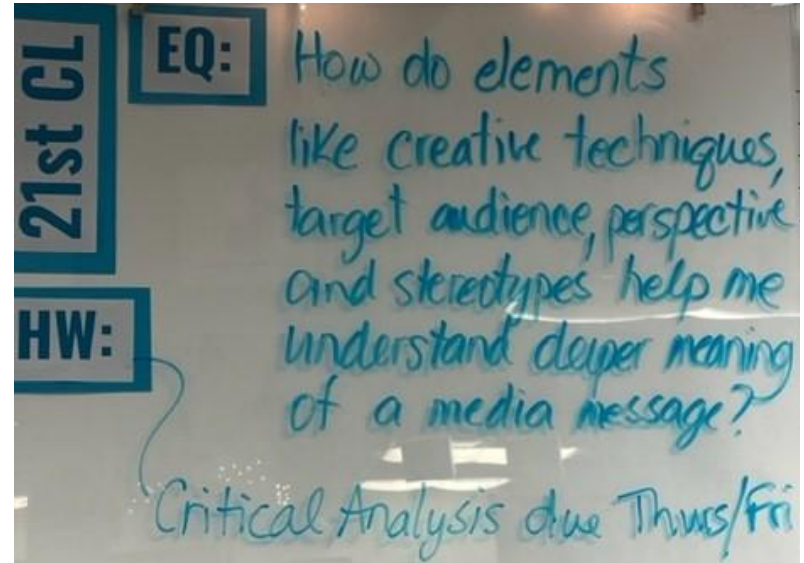 21st CL
EQ:
How do elements
like creative techniques,
target audience, perspective
and stereotypes help me
understand deeper meaning
of a media message?
HW:
Critical Analysis due Thurs/Fri